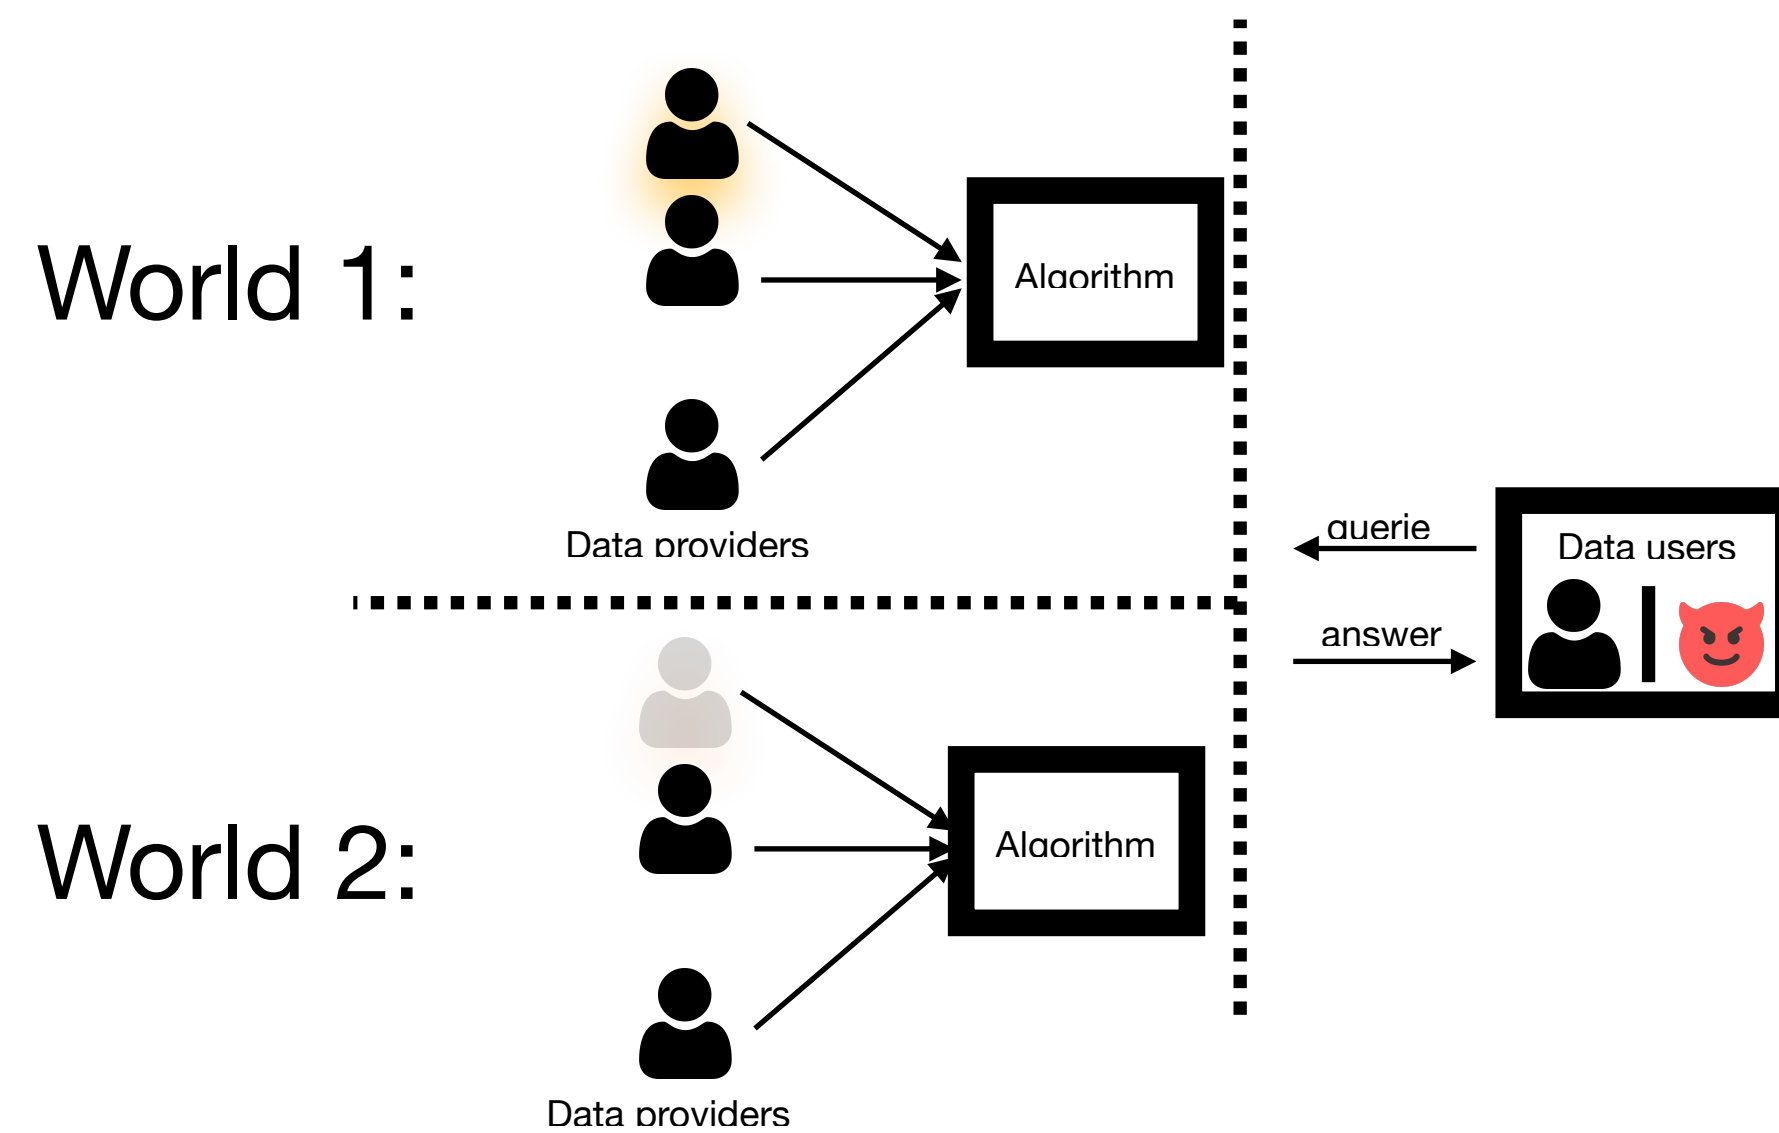 World 1:
Algorithm
Data providers
querie
Data users
answer
World 2:
Algorithm
Data providers